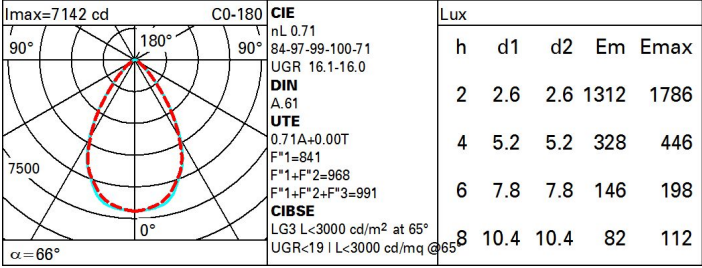 Imax=7142 cd C0-180
90° 180° 90°
7500
0°
α=66°
CIE
nL 0.71
84-97-99-100-71
UGR 16.1-16.0
DIN
A.61
UTE
0.71A+0.00T
F"1=841
F"1+F"2=968
F"1+F"2+F"3=991
CIBSE
LG3 L<3000 cd/m² at 65°
UGR<19 | L<3000 cd/mq @65°
Lux
h d1 d2 Em Emax
2 2.6 2.6 1312 1786
4 5.2 5.2 328 446
6 7.8 7.8 146 198
8 10.4 10.4 82 112